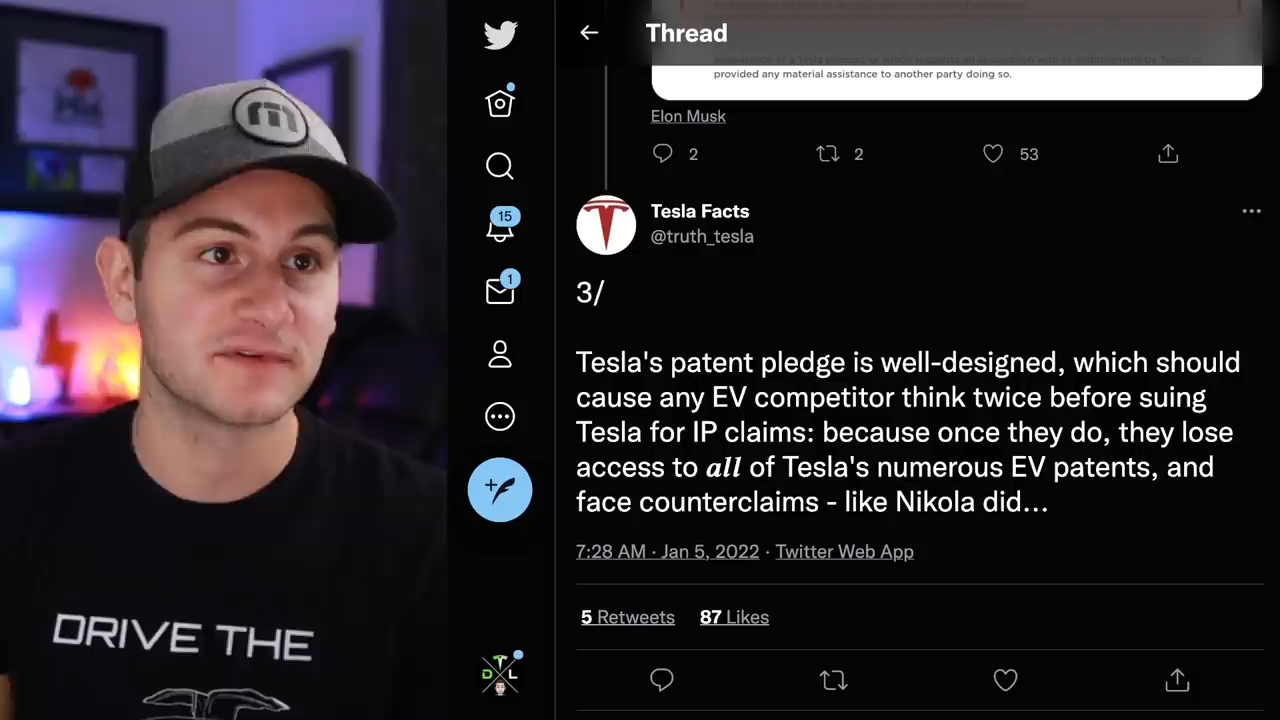 Thread
provided any material assistance to another party doing so.
Elon Musk
2
2
53
Tesla Facts
@truth_tesla
15
1
3/
Tesla's patent pledge is well-designed, which should
cause any EV competitor think twice before suing
Tesla for IP claims: because once they do, they lose
access to all of Tesla's numerous EV patents, and
face counterclaims - like Nikola did...
7:28 AM · Jan 5, 2022 · Twitter Web App
5 Retweets 87 Likes
DRIVE THE
D L